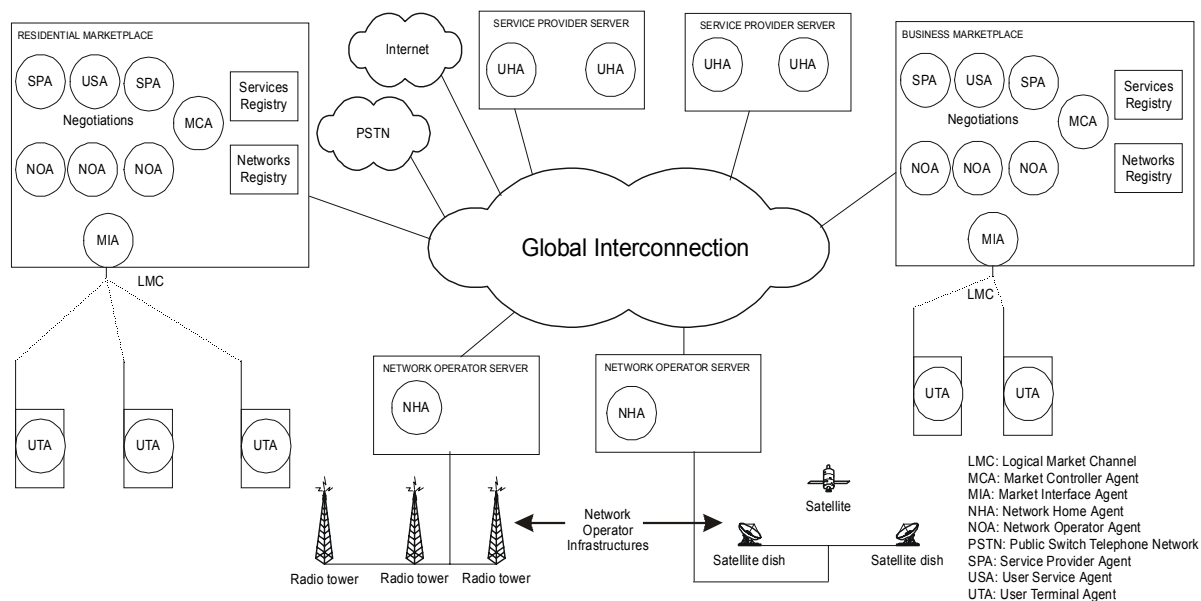 RESIDENTIAL MARKETPLACE
SPA
USA
SPA
Negotiations
MCA
Services
Registry
NOA
NOA
NOA
Networks
Registry
MIA
LMC
UTA
UTA
UTA
Internet
PSTN
SERVICE PROVIDER SERVER
UHA
UHA
SERVICE PROVIDER SERVER
UHA
UHA
Global Interconnection
BUSINESS MARKETPLACE
SPA
USA
SPA
Negotiations
MCA
Services
Registry
NOA
NOA
NOA
Networks
Registry
MIA
LMC
UTA
UTA
NETWORK OPERATOR SERVER
NHA
NETWORK OPERATOR SERVER
NHA
Radio tower
Radio tower
Radio tower
Network
Operator
Infrastructures
Satellite
Satellite dish
Satellite dish
LMC: Logical Market Channel
MCA: Market Controller Agent
MIA: Market Interface Agent
NHA: Network Home Agent
NOA: Network Operator Agent
PSTN: Public Switch Telephone Network
SPA: Service Provider Agent
USA: User Service Agent
UTA: User Terminal Agent